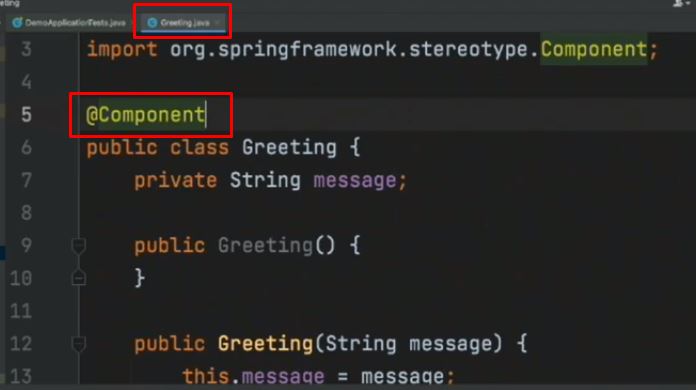 eting
DemoApplicationTests.java Greeting.java
3 import org.springframework.stereotype.Component;
4
5 @Component
6 public class Greeting {
7 private String message;
8
9 public Greeting() {
10 }
11
12 public Greeting(String message) {
13 this.message = message;